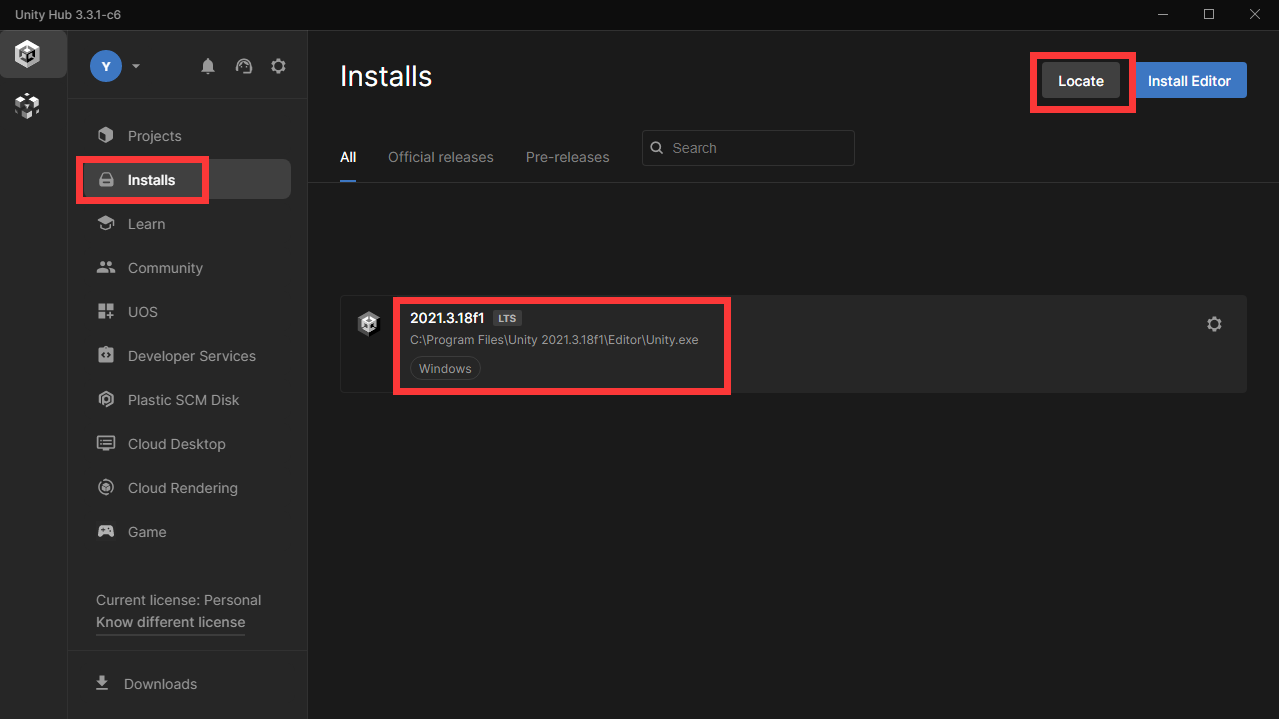 Unity Hub 3.3.1-c6
Y
Projects
Installs
Learn
Community
UOS
Developer Services
Plastic SCM Disk
Cloud Desktop
Cloud Rendering
Game
Current license: Personal
Know different license
Downloads
Installs
Locate
Install Editor
All
Official releases
Pre-releases
Search
2021.3.18f1 LTS
C:\Program Files\Unity 2021.3.18f1\Editor\Unity.exe
Windows